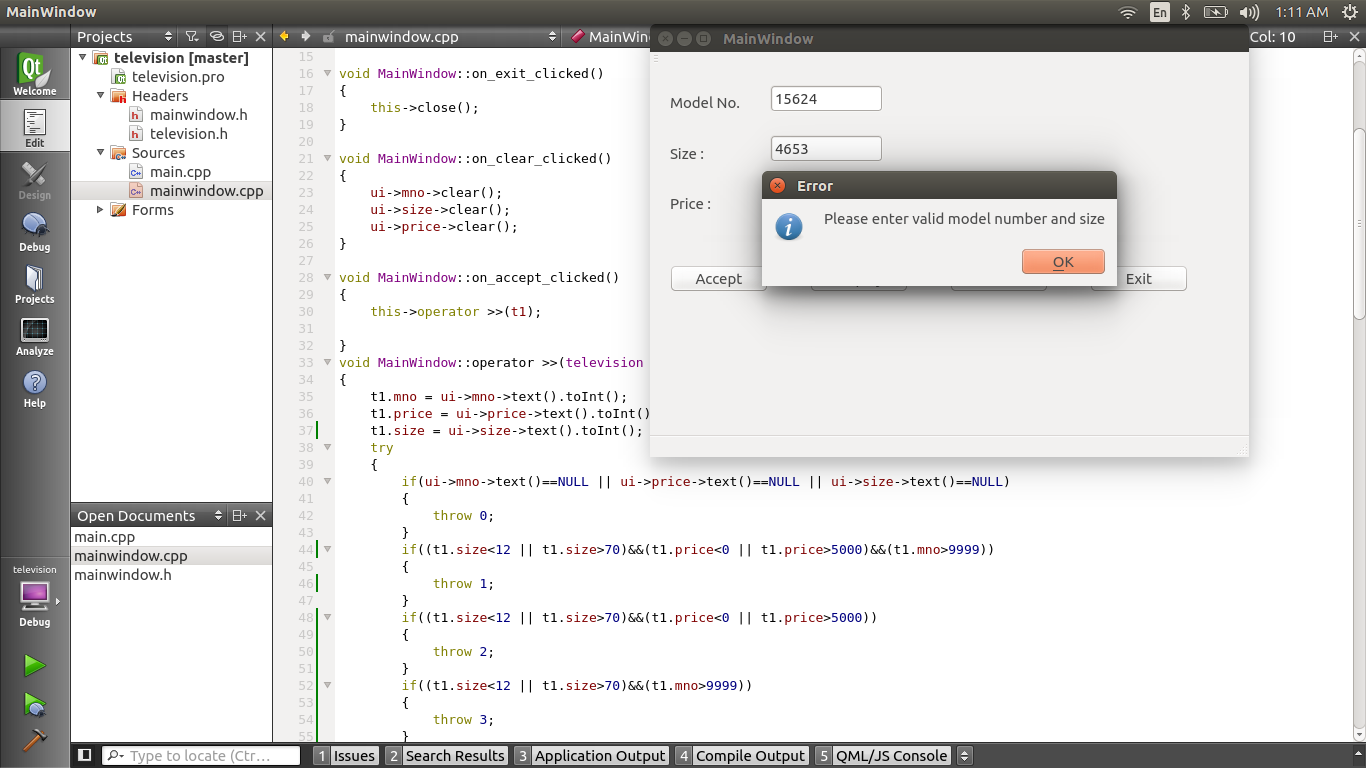 MainWindow
En
1:11 AM
Projects
mainwindow.cpp
MainWin
Col: 10
Welcome
Edit
Design
Debug
Projects
Analyze
Help
television
Debug
television [master]
television.pro
Headers
mainwindow.h
television.h
Sources
main.cpp
mainwindow.cpp
Forms
Open Documents
main.cpp
mainwindow.cpp
mainwindow.h
15
16 void MainWindow::on_exit_clicked()
17 {
18 this->close();
19 }
20
21 void MainWindow::on_clear_clicked()
22 {
23 ui->mno->clear();
24 ui->size->clear();
25 ui->price->clear();
26 }
27
28 void MainWindow::on_accept_clicked()
29 {
30 this->operator >>(t1);
31
32 }
33 void MainWindow::operator >>(television
34 {
35 t1.mno = ui->mno->text().toInt();
36 t1.price = ui->price->text().toInt()
37 t1.size = ui->size->text().toInt();
38 try
39 {
40 if(ui->mno->text()==NULL || ui->price->text()==NULL || ui->size->text()==NULL)
41 {
42 throw 0;
43 }
44 if((t1.size<12 || t1.size>70)&&(t1.price<0 || t1.price>5000)&&(t1.mno>9999))
45 {
46 throw 1;
47 }
48 if((t1.size<12 || t1.size>70)&&(t1.price<0 || t1.price>5000))
49 {
50 throw 2;
51 }
52 if((t1.size<12 || t1.size>70)&&(t1.mno>9999))
53 {
54 throw 3;
55 }
MainWindow
Model No.
15624
Size :
4653
Price :
Accept
Exit
Error
Please enter valid model number and size
OK
Type to locate (Ctr...
1 Issues
2 Search Results
3 Application Output
4 Compile Output
5 QML/JS Console